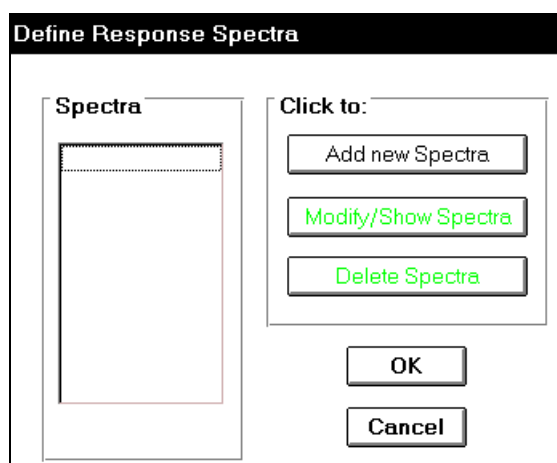 Define Response Spectra
Spectra
Click to:
Add new Spectra
Modify/Show Spectra
Delete Spectra
OK
Cancel